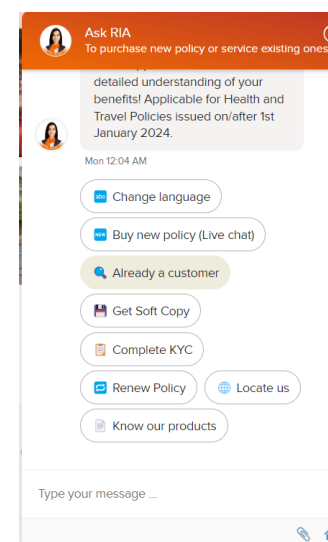 Ask RIA
To purchase new policy or service existing ones
detailed understanding of your
benefits! Applicable for Health and
Travel Policies issued on/after 1st
January 2024.
Mon 12:04 AM
abc Change language
NEW Buy new policy (Live chat)
Already a customer
Get Soft Copy
Complete KYC
Renew Policy Locate us
Know our products
Type your message ...